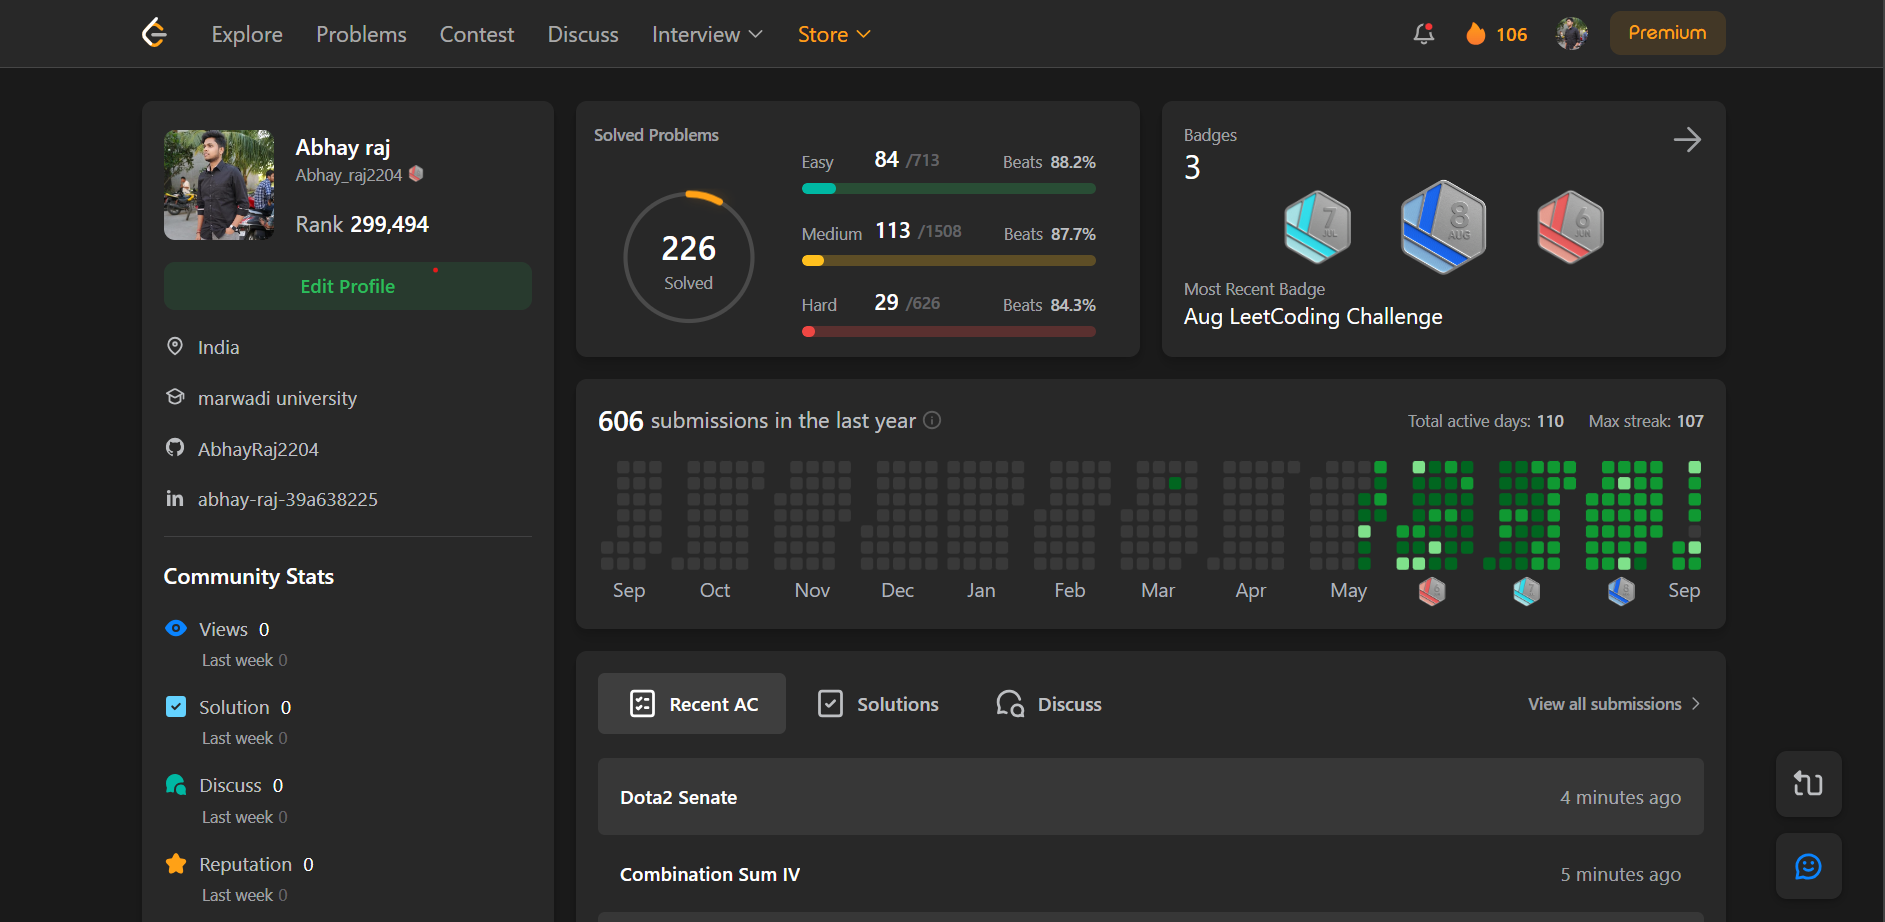 Explore Problems Contest Discuss Interview Store 106 Premium
Abhay raj
Abhay_raj2204
Rank 299,494
Edit Profile
India
marwadi university
AbhayRaj2204
abhay-raj-39a638225
Community Stats
Views 0
Last week 0
Solution 0
Last week 0
Discuss 0
Last week 0
Reputation 0
Last week 0
Solved Problems
226
Solved
Easy 84 /713 Beats 88.2%
Medium 113 /1508 Beats 87.7%
Hard 29 /626 Beats 84.3%
Badges
3
7
JUL
8
AUG
6
JUN
Most Recent Badge
Aug LeetCoding Challenge
606 submissions in the last year Total active days: 110 Max streak: 107
Sep Oct Nov Dec Jan Feb Mar Apr May Sep
Recent AC Solutions Discuss View all submissions
Dota2 Senate 4 minutes ago
Combination Sum IV 5 minutes ago